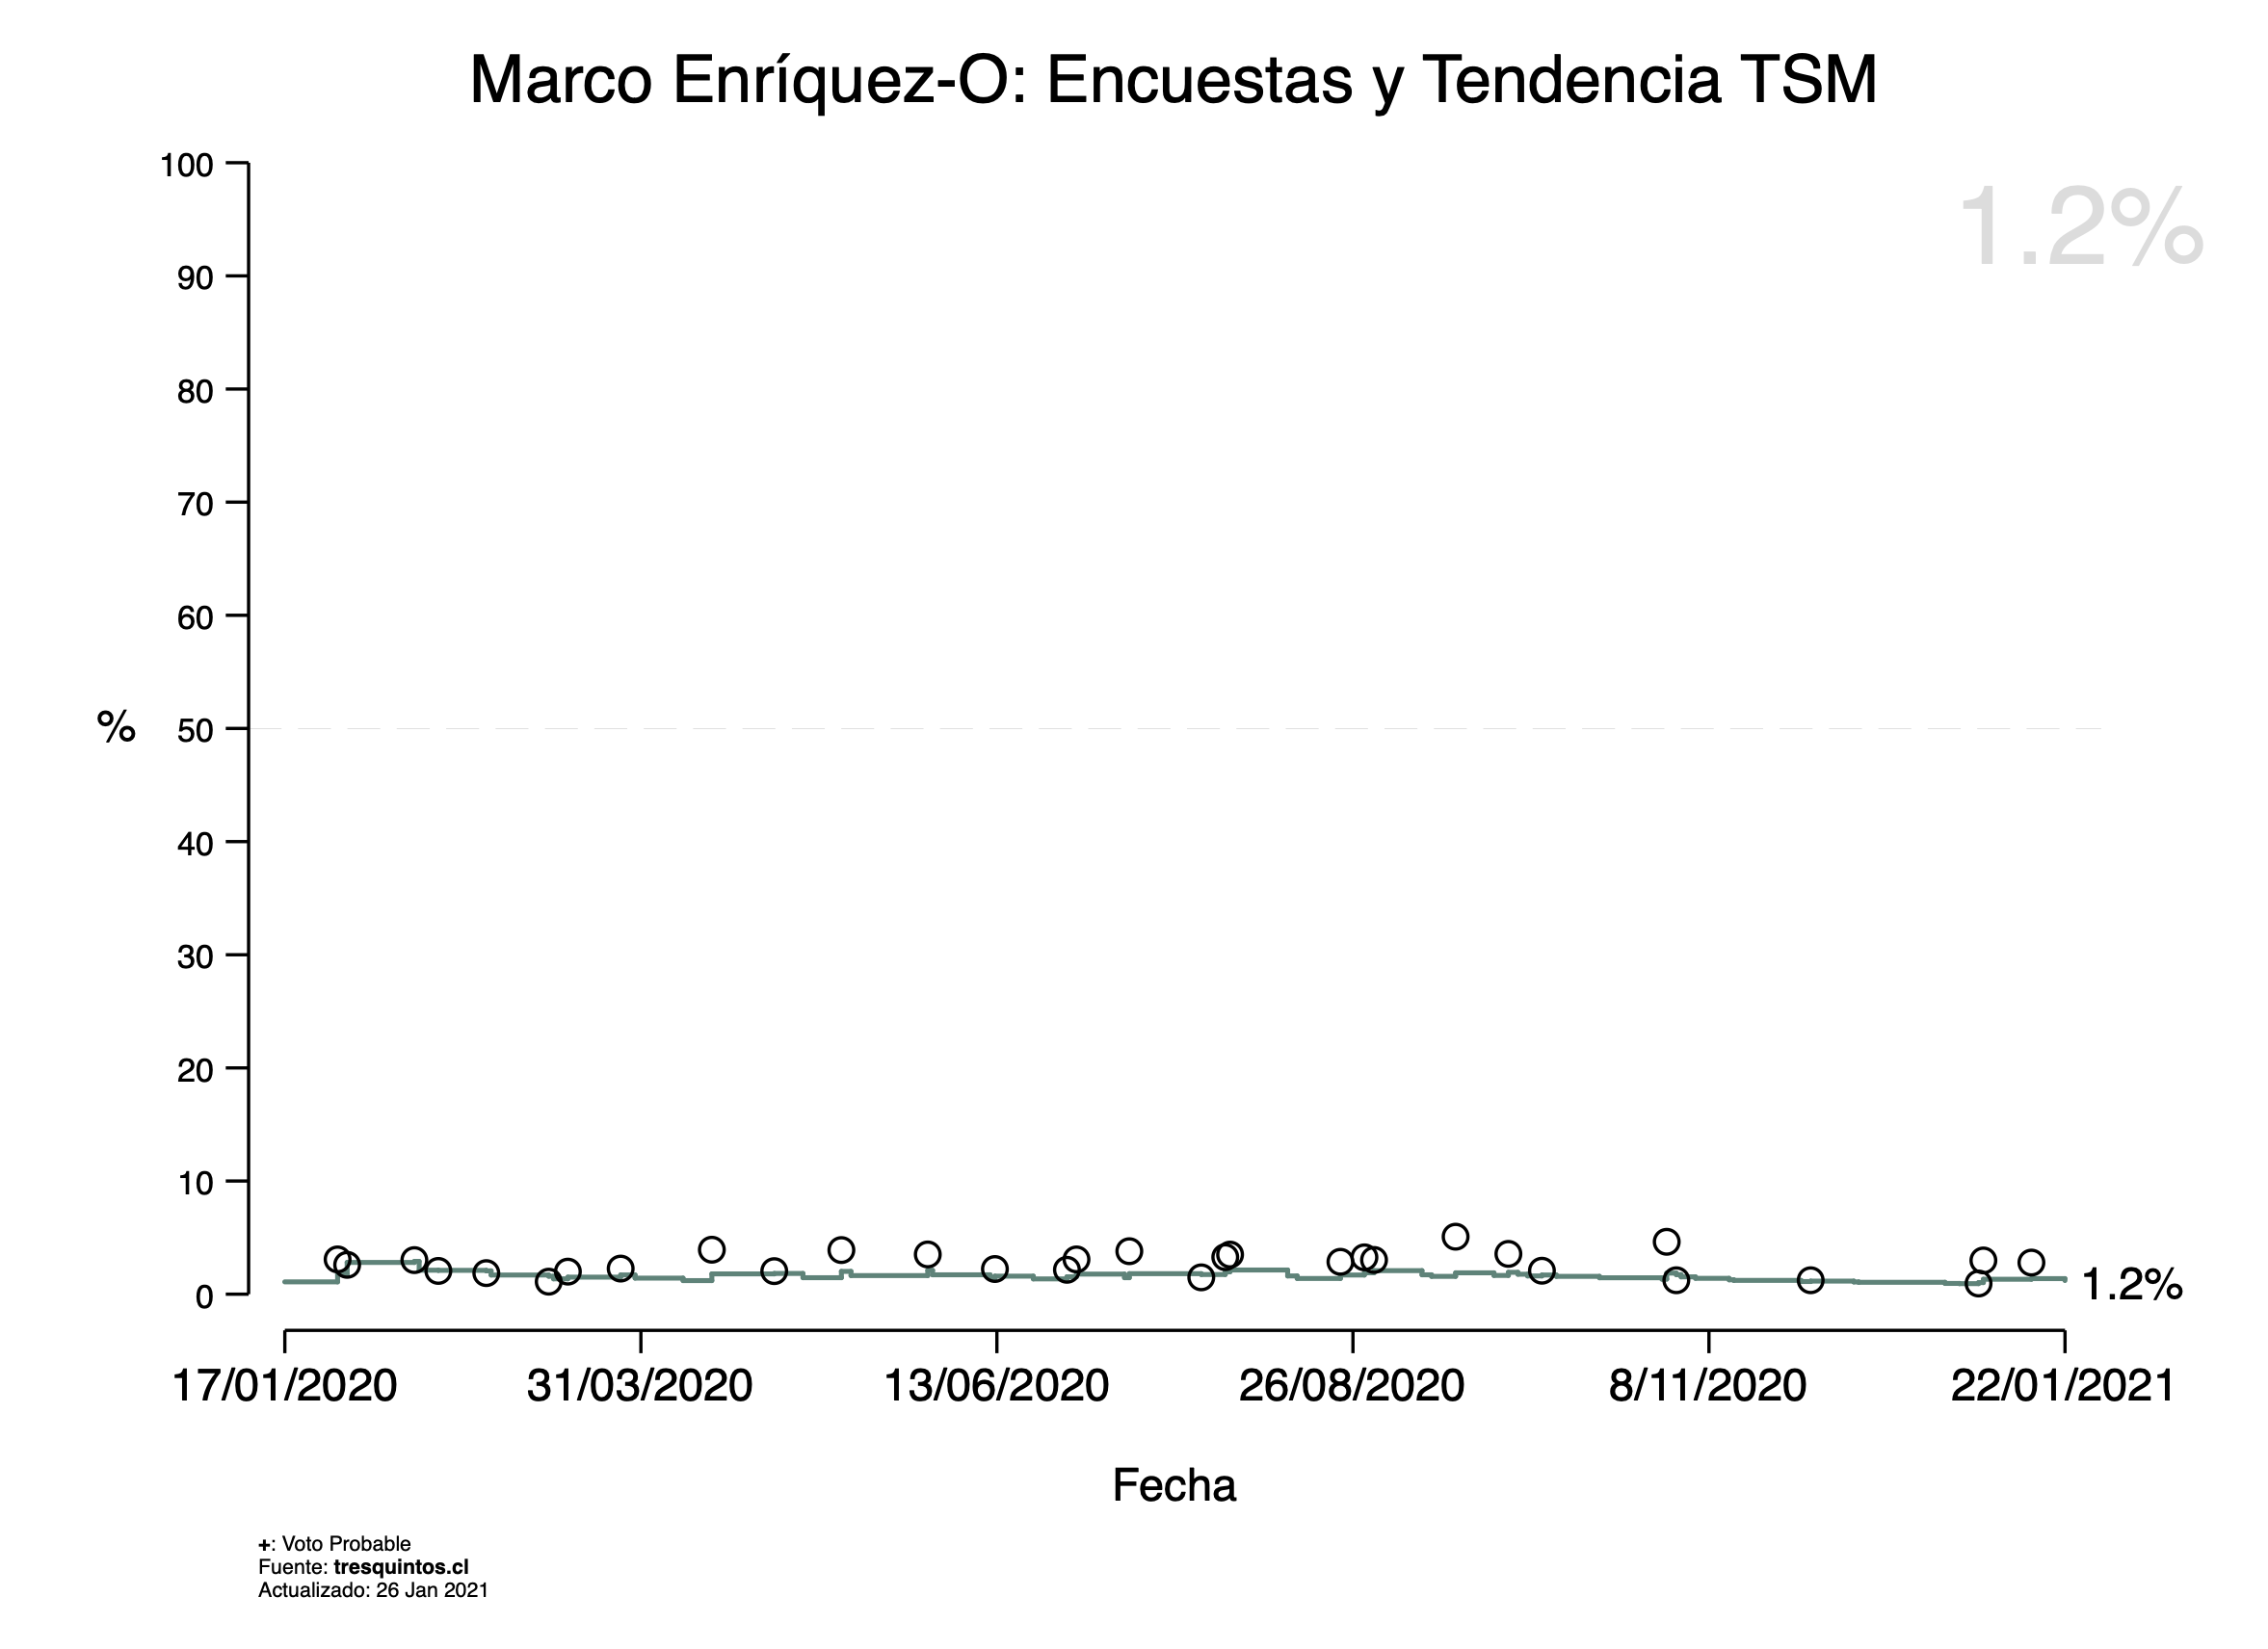 Marco Enríquez-O: Encuestas y Tendencia TSM
1.2%
100
90
80
70
60
% 50
40
30
20
10
0
1.2%
17/01/2020 31/03/2020 13/06/2020 26/08/2020 8/11/2020 22/01/2021
Fecha
+: Voto Probable
Fuente: tresquintos.cl
Actualizado: 26 Jan 2021